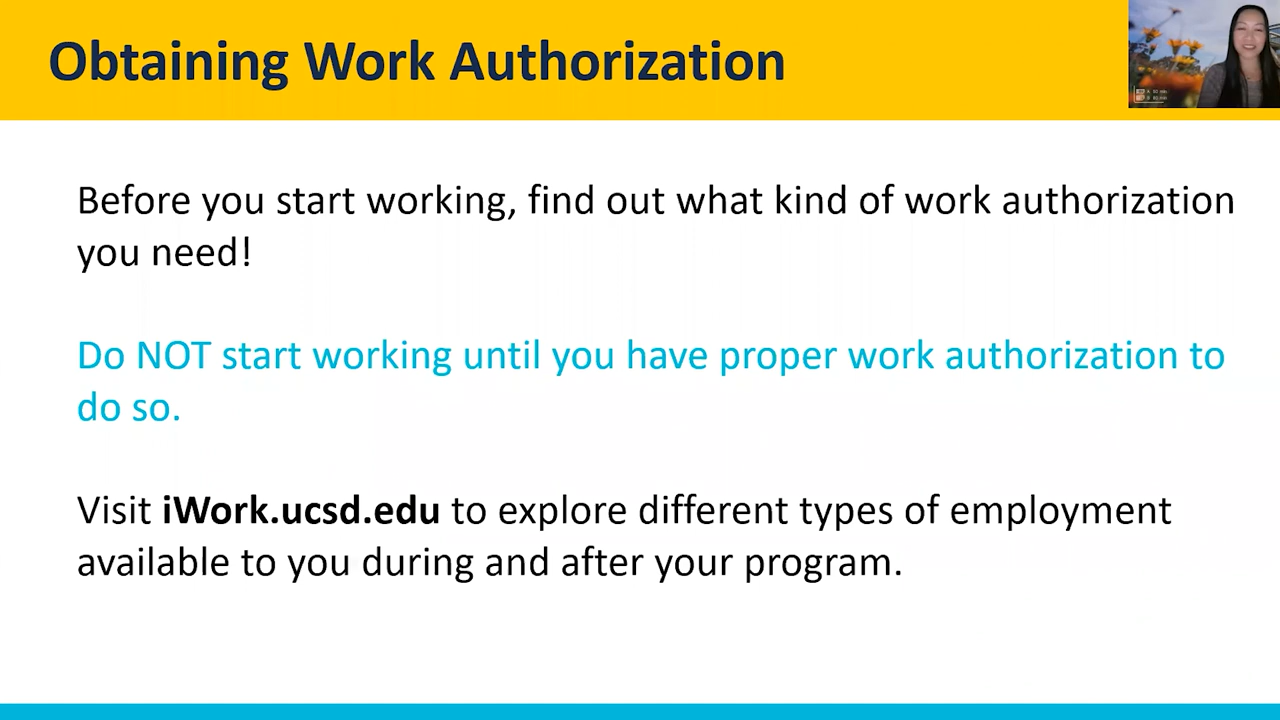 Obtaining Work Authorization
Before you start working, find out what kind of work authorization
you need!
Do NOT start working until you have proper work authorization to
do so.
Visit iWork.ucsd.edu to explore different types of employment
available to you during and after your program.